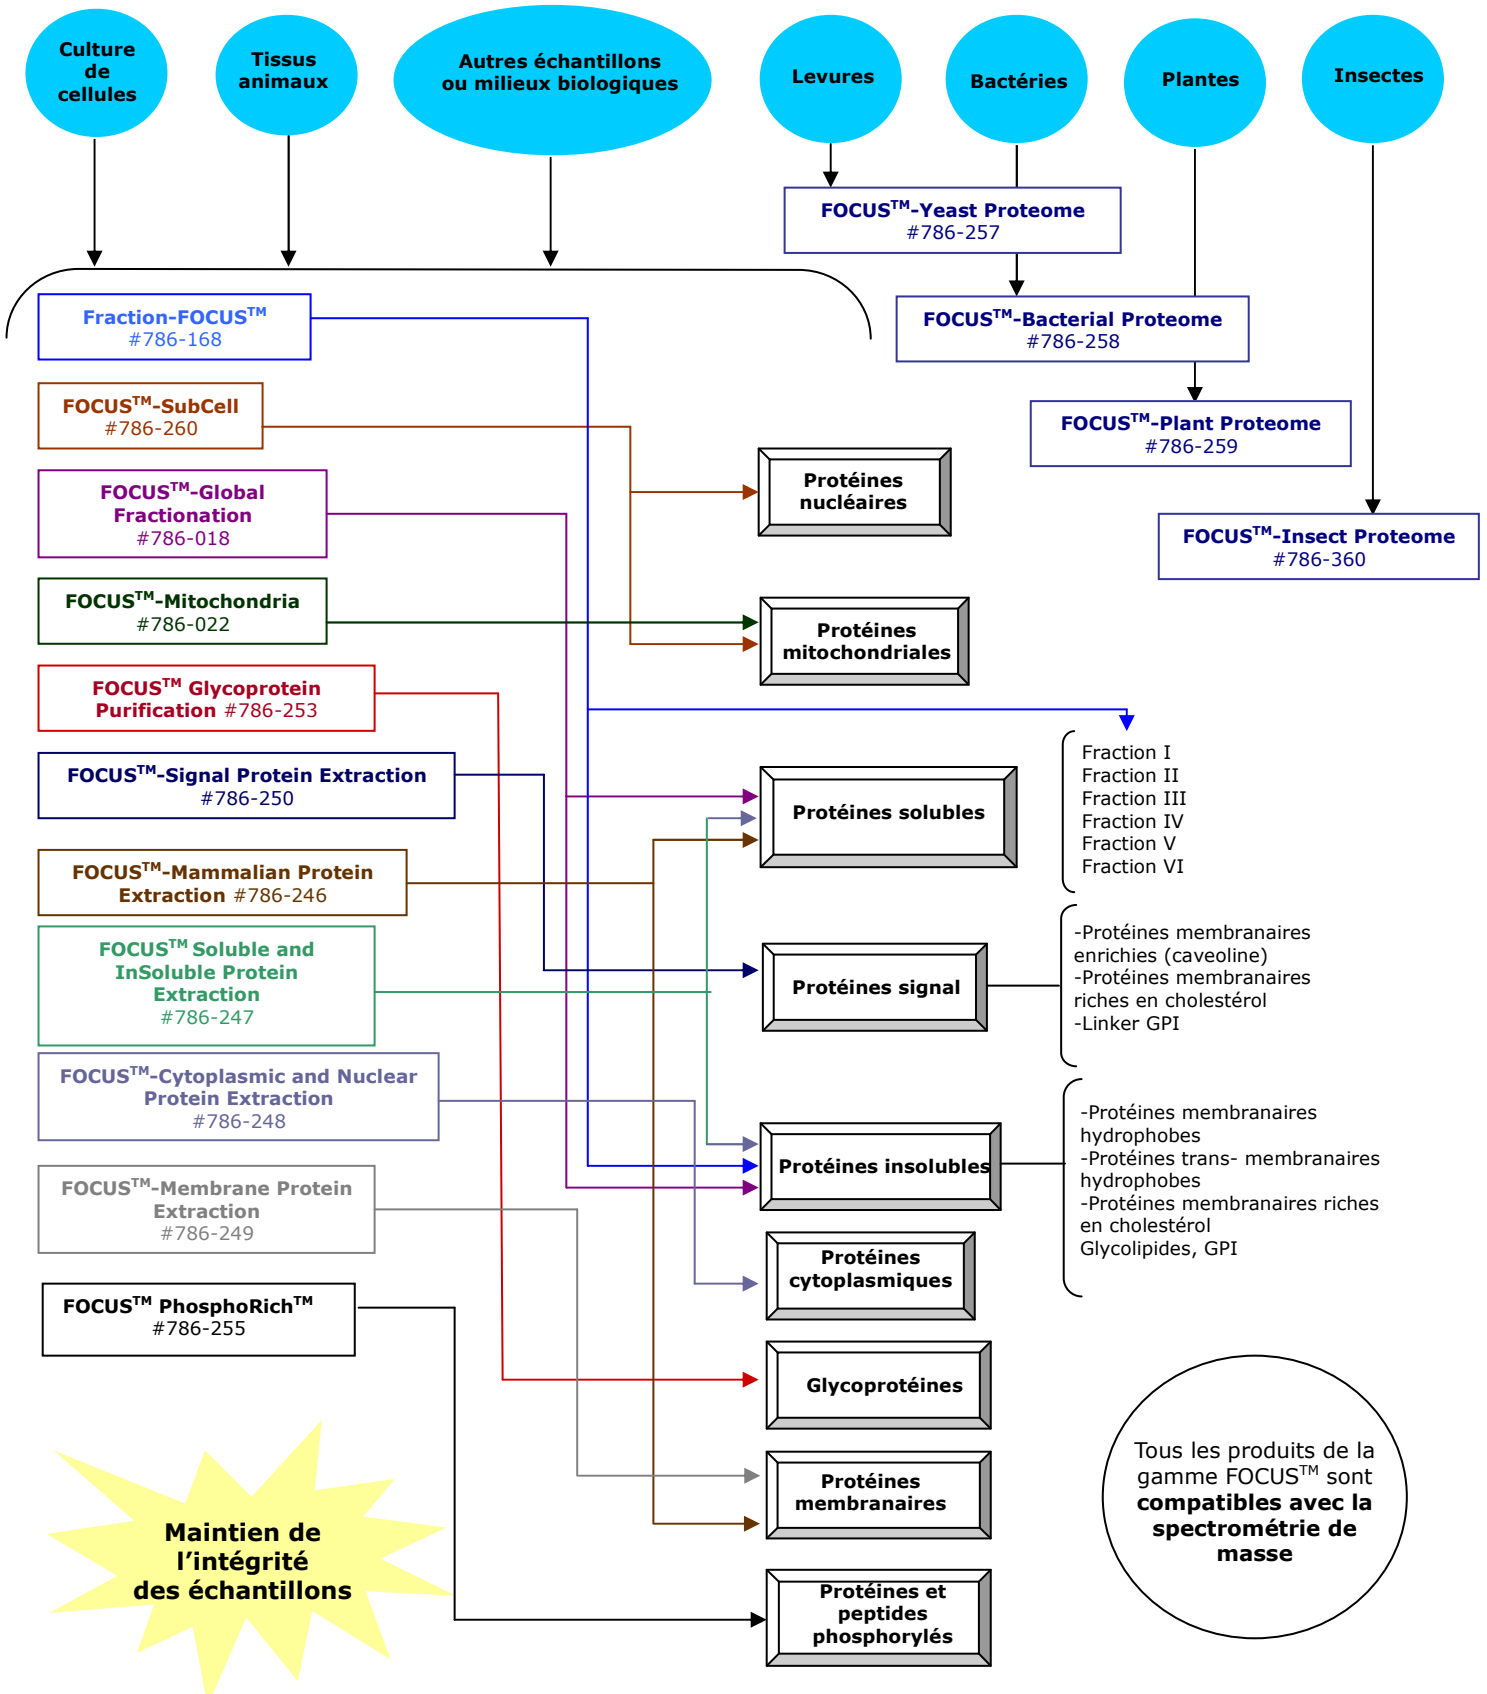 Culture
de
cellules
Tissus
animaux
Autres échantillons
ou milieux biologiques
Levures
Bactéries
Plantes
Insectes
FOCUS™-Yeast Proteome
#786-257
Fraction-FOCUS™
#786-168
FOCUS™-Bacterial Proteome
#786-258
FOCUS™-SubCell
#786-260
FOCUS™-Plant Proteome
#786-259
FOCUS™-Global
Fractionation
#786-018
Protéines
nucléaires
FOCUS™-Insect Proteome
#786-360
FOCUS™-Mitochondria
#786-022
Protéines
mitochondriales
FOCUS™ Glycoprotein
Purification #786-253
FOCUS™-Signal Protein Extraction
#786-250
Protéines solubles
Fraction I
Fraction II
Fraction III
Fraction IV
Fraction V
Fraction VI
FOCUS™-Mammalian Protein
Extraction #786-246
FOCUS™ Soluble and
InSoluble Protein
Extraction
#786-247
Protéines signal
-Protéines membranaires
enrichies (caveoline)
-Protéines membranaires
riches en cholestérol
-Linker GPI
FOCUS™-Cytoplasmic and Nuclear
Protein Extraction
#786-248
Protéines insolubles
-Protéines membranaires
hydrophobes
-Protéines trans- membranaires
hydrophobes
-Protéines membranaires riches
en cholestérol
Glycolipides, GPI
FOCUS™-Membrane Protein
Extraction
#786-249
Protéines
cytoplasmiques
FOCUS™ PhosphoRich™
#786-255
Glycoprotéines
Protéines
membranaires
Protéines et
peptides
phosphorylés
Maintien de
l’intégrité
des échantillons
Tous les produits de la
gamme FOCUS™ sont
compatibles avec la
spectrométrie de
masse